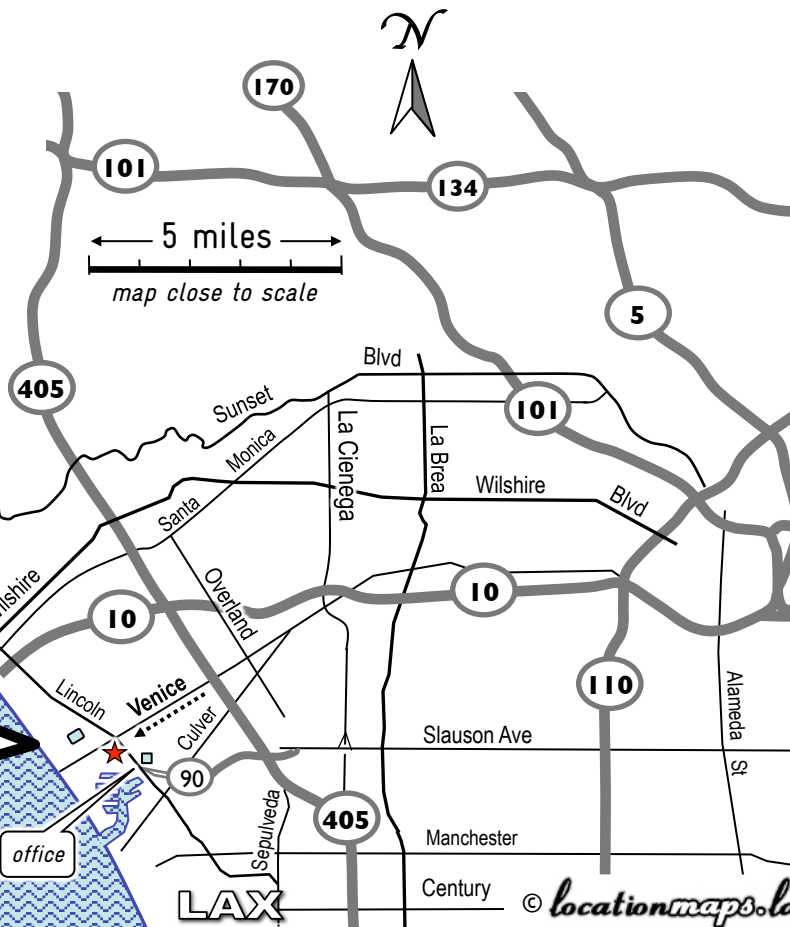 N
170
101
134
5 miles
map close to scale
5
Blvd
405
Sunset
101
La Cienega
La Brea
Monica
Wilshire
Blvd
Santa
ilshire
Overland
10
10
Lincoln
Venice
110
Alameda St
Culver
Slauson Ave
90
Sepulveda
405
Manchester
office
Century
LAX
© locationmaps.la